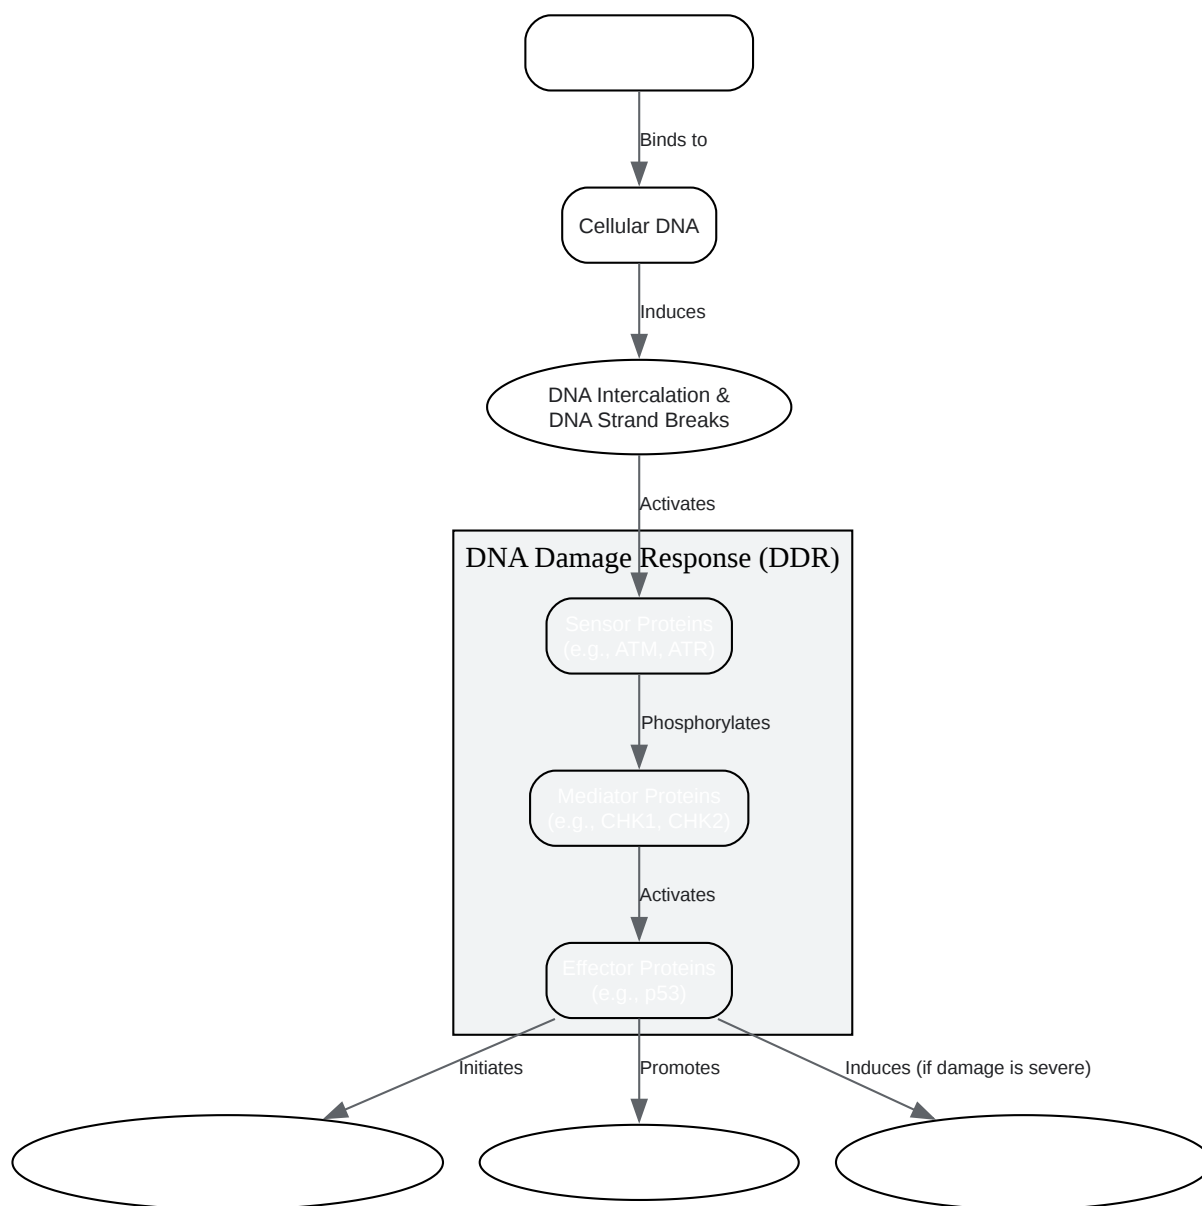 Binds to
Cellular DNA
Induces
DNA Intercalation &
DNA Strand Breaks
Activates
DNA Damage Response (DDR)
Sensor Proteins
(e.g., ATM, ATR)
Phosphorylates
Mediator Proteins
(e.g., CHK1, CHK2)
Activates
Effector Proteins
(e.g., p53)
Initiates
Promotes
Induces (if damage is severe)